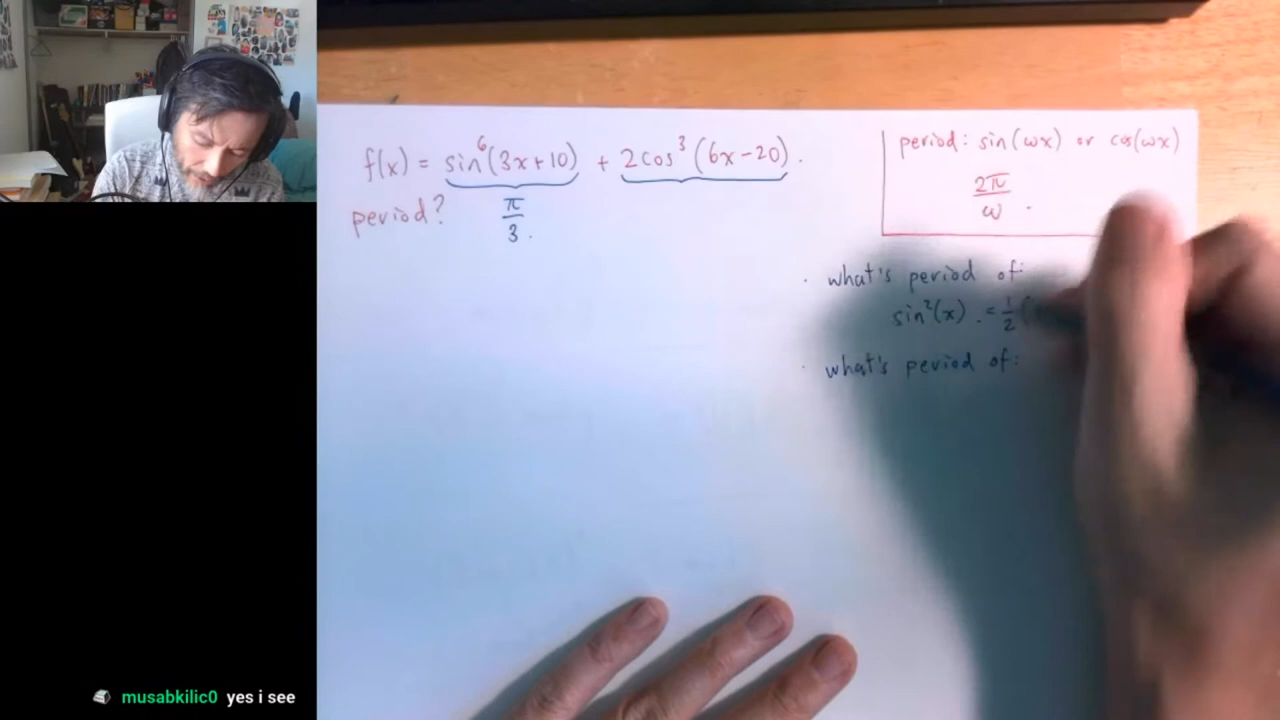 f(x) = sin⁶(3x+10) + 2cos³(6x-20).
period?
π/3.
period: sin(ωx) or cos(ωx)
2π/ω.
. what's period of:
sin²(x). = 1/2 (
. what's period of:
musabkilic0 yes i see